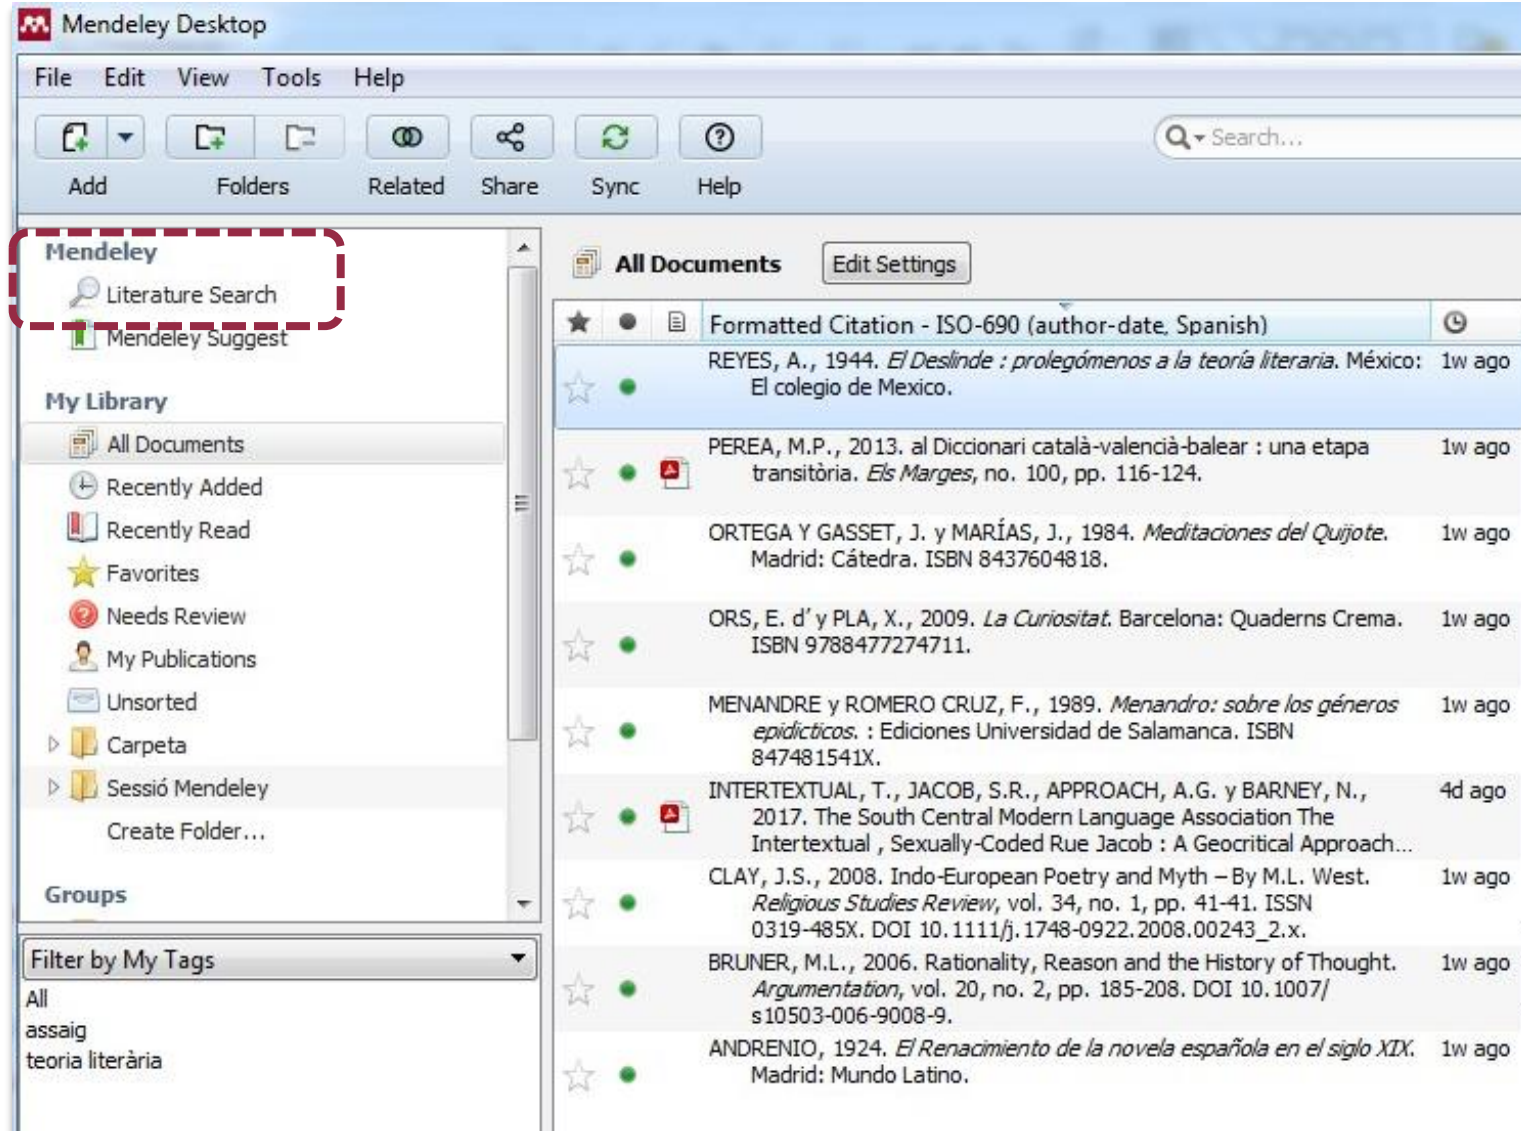 Mendeley Desktop
File Edit View Tools Help
Search...
Add Folders Related Share Sync Help
Mendeley
Literature Search
Mendeley Suggest
My Library
All Documents
Recently Added
Recently Read
Favorites
Needs Review
My Publications
Unsorted
Carpeta
Sessió Mendeley
Create Folder...
Groups
Filter by My Tags
All
assaig
teoria literària
All Documents Edit Settings
Formatted Citation - ISO-690 (author-date, Spanish)
REYES, A., 1944. El Deslinde : prolegómenos a la teoría literaria. México: 1w ago
El colegio de Mexico.
PEREA, M.P., 2013. al Diccionari català-valencià-balear : una etapa 1w ago
transitòria. Els Marges, no. 100, pp. 116-124.
ORTEGA Y GASSET, J. y MARÍAS, J., 1984. Meditaciones del Quijote. 1w ago
Madrid: Cátedra. ISBN 8437604818.
ORS, E. d´ y PLA, X., 2009. La Curiositat. Barcelona: Quaderns Crema. 1w ago
ISBN 9788477274711.
MENANDRE y ROMERO CRUZ, F., 1989. Menandro: sobre los géneros 1w ago
epidicticos. : Ediciones Universidad de Salamanca. ISBN
847481541X.
INTERTEXTUAL, T., JACOB, S.R., APPROACH, A.G. y BARNEY, N., 4d ago
2017. The South Central Modern Language Association The
Intertextual , Sexually-Coded Rue Jacob : A Geocritical Approach...
CLAY, J.S., 2008. Indo-European Poetry and Myth – By M.L. West. 1w ago
Religious Studies Review, vol. 34, no. 1, pp. 41-41. ISSN
0319-485X. DOI 10.1111/j.1748-0922.2008.00243_2.x.
BRUNER, M.L., 2006. Rationality, Reason and the History of Thought. 1w ago
Argumentation, vol. 20, no. 2, pp. 185-208. DOI 10.1007/
s10503-006-9008-9.
ANDRENIO, 1924. El Renacimiento de la novela española en el siglo XIX. 1w ago
Madrid: Mundo Latino.